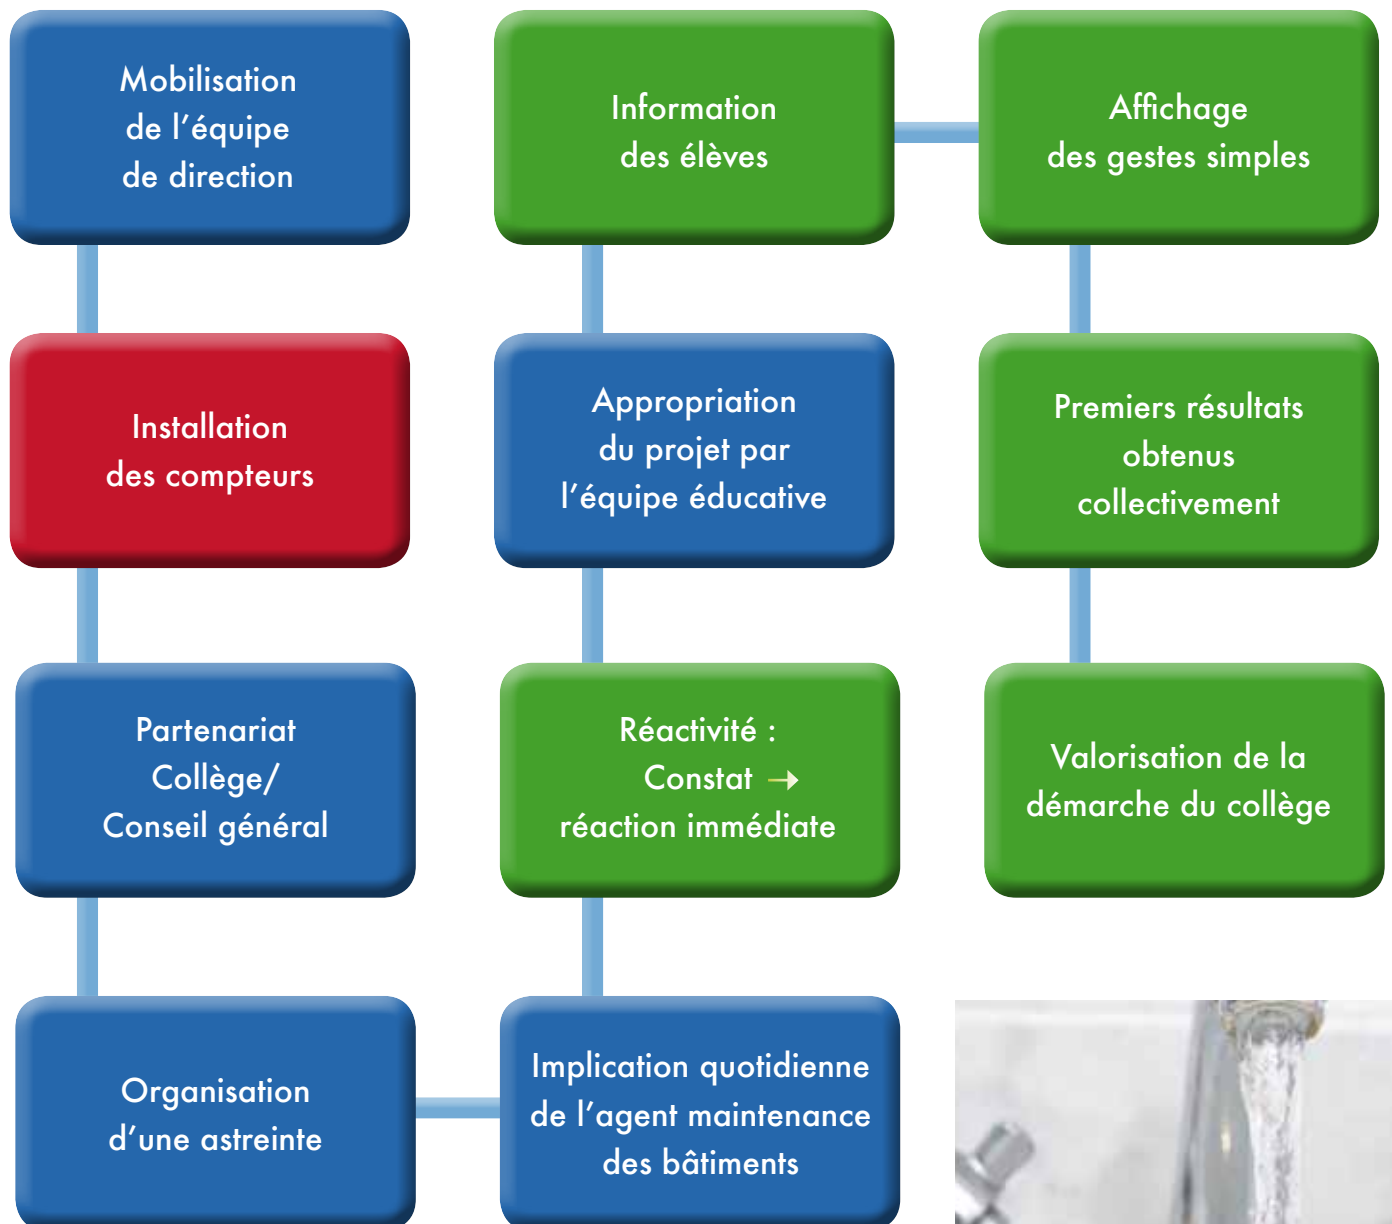 Mobilisation
de l’équipe
de direction
Installation
des compteurs
Partenariat
Collège/
Conseil général
Organisation
d’une astreinte
Implication quotidienne
de l’agent maintenance
des bâtiments
Réactivité :
Constat →
réaction immédiate
Appropriation
du projet par
l’équipe éducative
Information
des élèves
Affichage
des gestes simples
Premiers résultats
obtenus
collectivement
Valorisation de la
démarche du collège